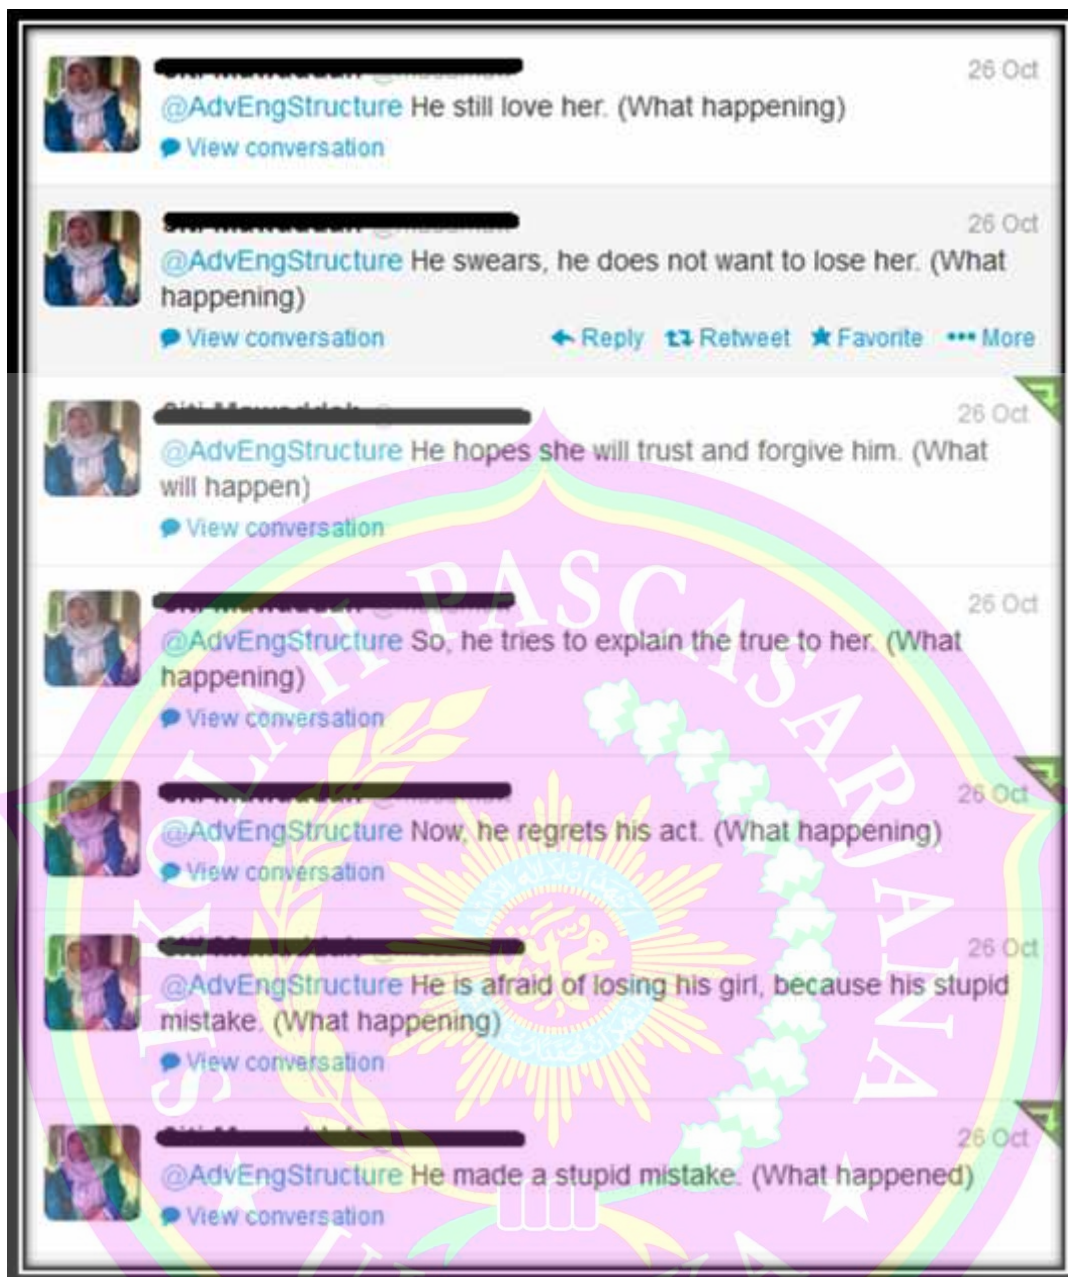 26 Oct
@AdvEngStructure He still love her. (What happening)
View conversation
26 Oct
@AdvEngStructure He swears, he does not want to lose her. (What
happening)
View conversation Reply Retweet Favorite More
26 Oct
@AdvEngStructure He hopes she will trust and forgive him. (What
will happen)
View conversation
26 Oct
@AdvEngStructure So, he tries to explain the true to her. (What
happening)
View conversation
26 Oct
@AdvEngStructure Now, he regrets his act. (What happening)
View conversation
26 Oct
@AdvEngStructure He is afraid of losing his girl, because his stupid
mistake. (What happening)
View conversation
26 Oct
@AdvEngStructure He made a stupid mistake. (What happened)
View conversation
SEKOLAH PASCASARJANA